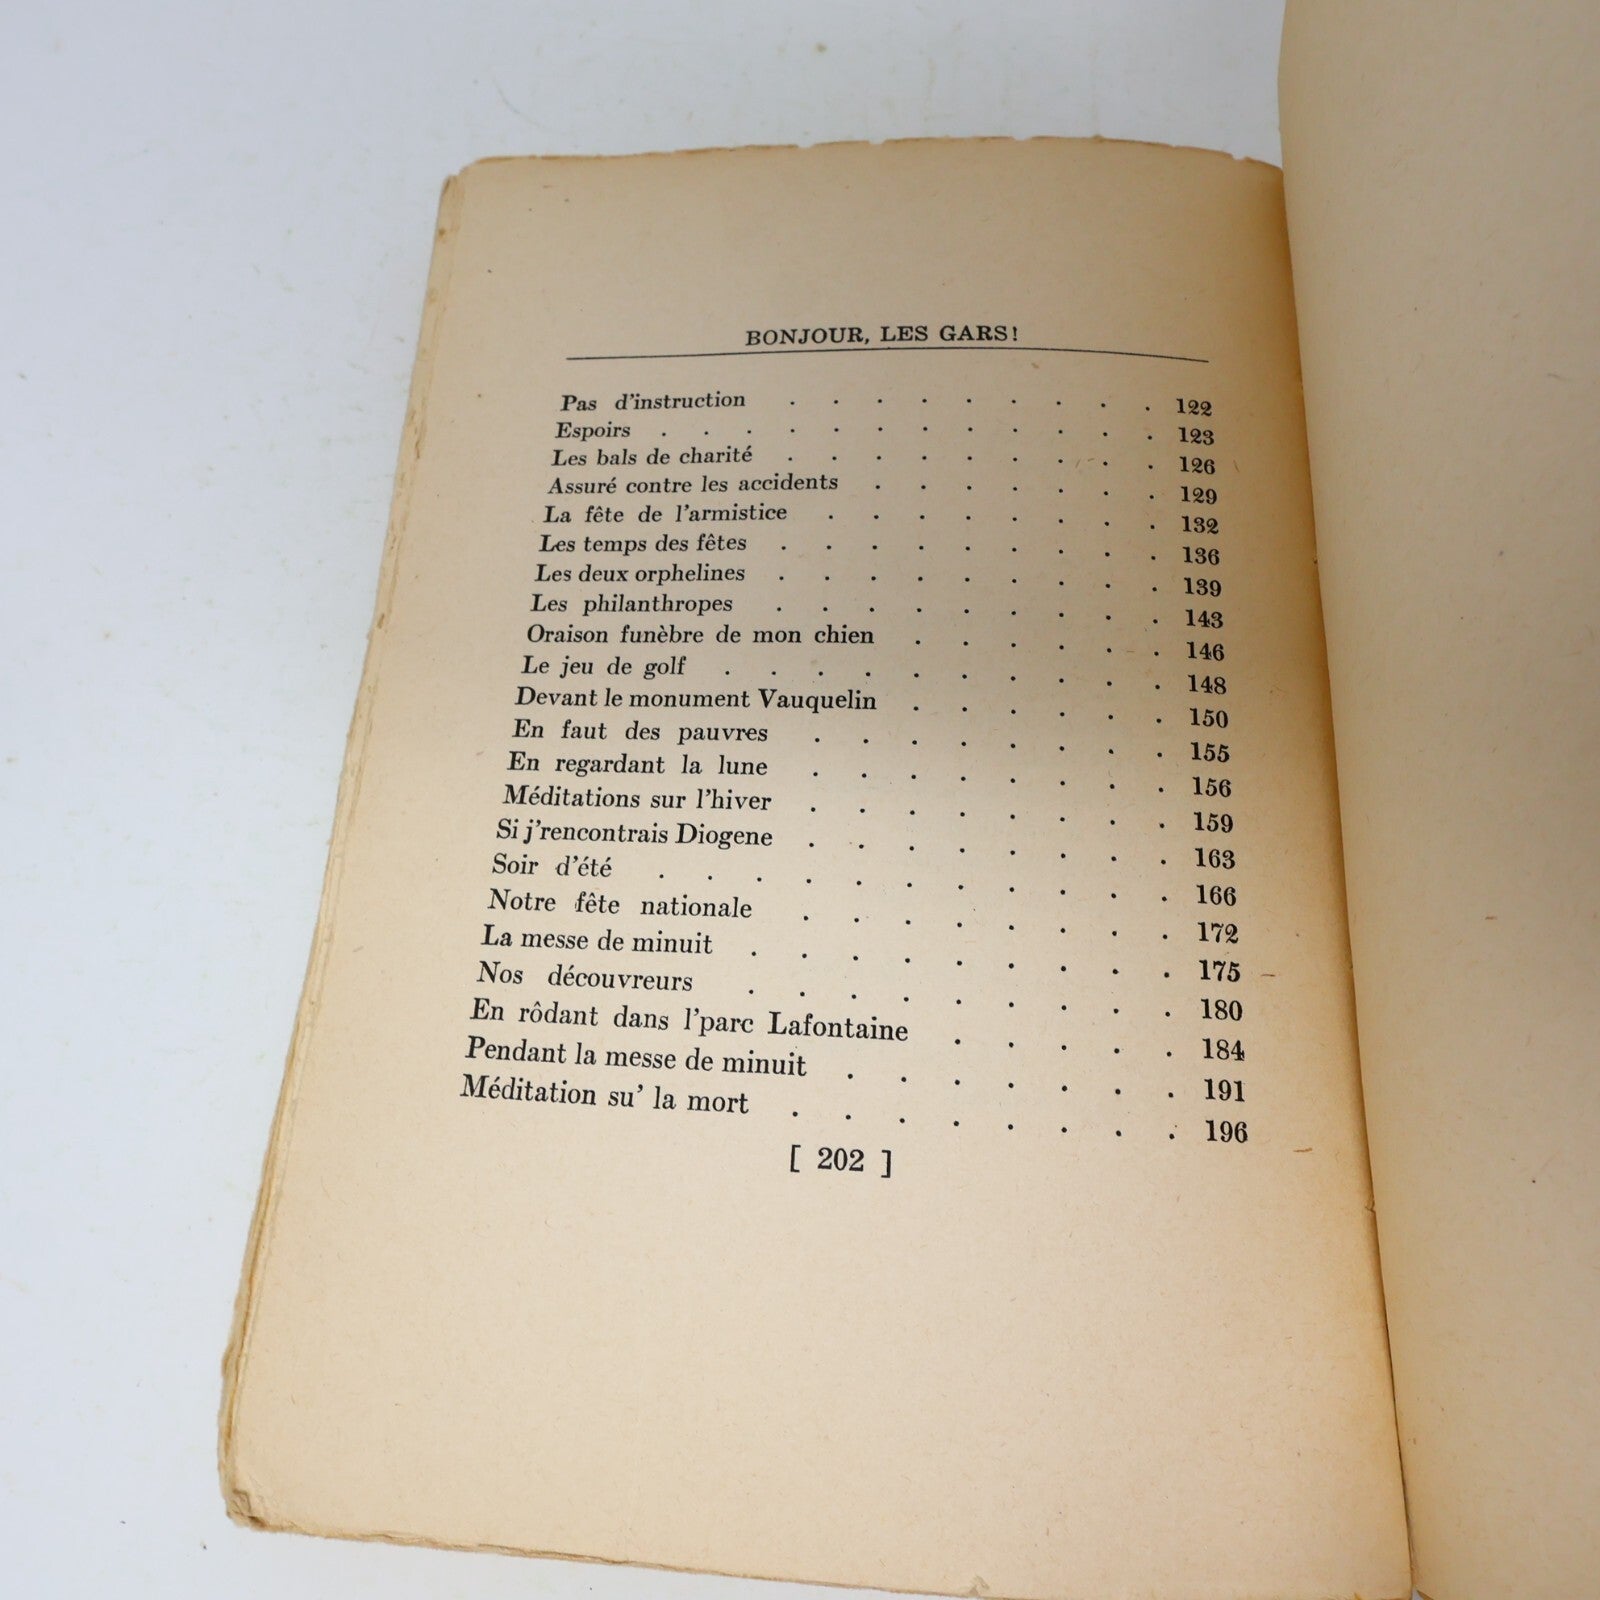 BONJOUR, LES GARS!
Pas d'instruction . . . . . . . . . 122
Espoirs . . . . . . . . . . . . 123
Les bals de charité . . . . . . . . . 126
Assuré contre les accidents . . . . . . . 129
La fête de l'armistice . . . . . . . . 132
Les temps des fêtes . . . . . . . . . 136
Les deux orphelines . . . . . . . . . 139
Les philanthropes . . . . . . . . . 143
Oraison funèbre de mon chien . . . . . . 146
Le jeu de golf . . . . . . . . . . 148
Devant le monument Vauquelin . . . . . . 150
En faut des pauvres . . . . . . . . 155
En regardant la lune . . . . . . . . 156
Méditations sur l'hiver . . . . . . . . 159
Si j'rencontrais Diogene . . . . . . . . 163
Soir d'été . . . . . . . . . . . 166
Notre fête nationale . . . . . . . . 172
La messe de minuit . . . . . . . . . 175
Nos découvreurs . . . . . . . . . 180
En rôdant dans l'parc Lafontaine . . . . . 184
Pendant la messe de minuit . . . . . . . 191
Méditation su' la mort . . . . . . . . 196
[ 202 ]